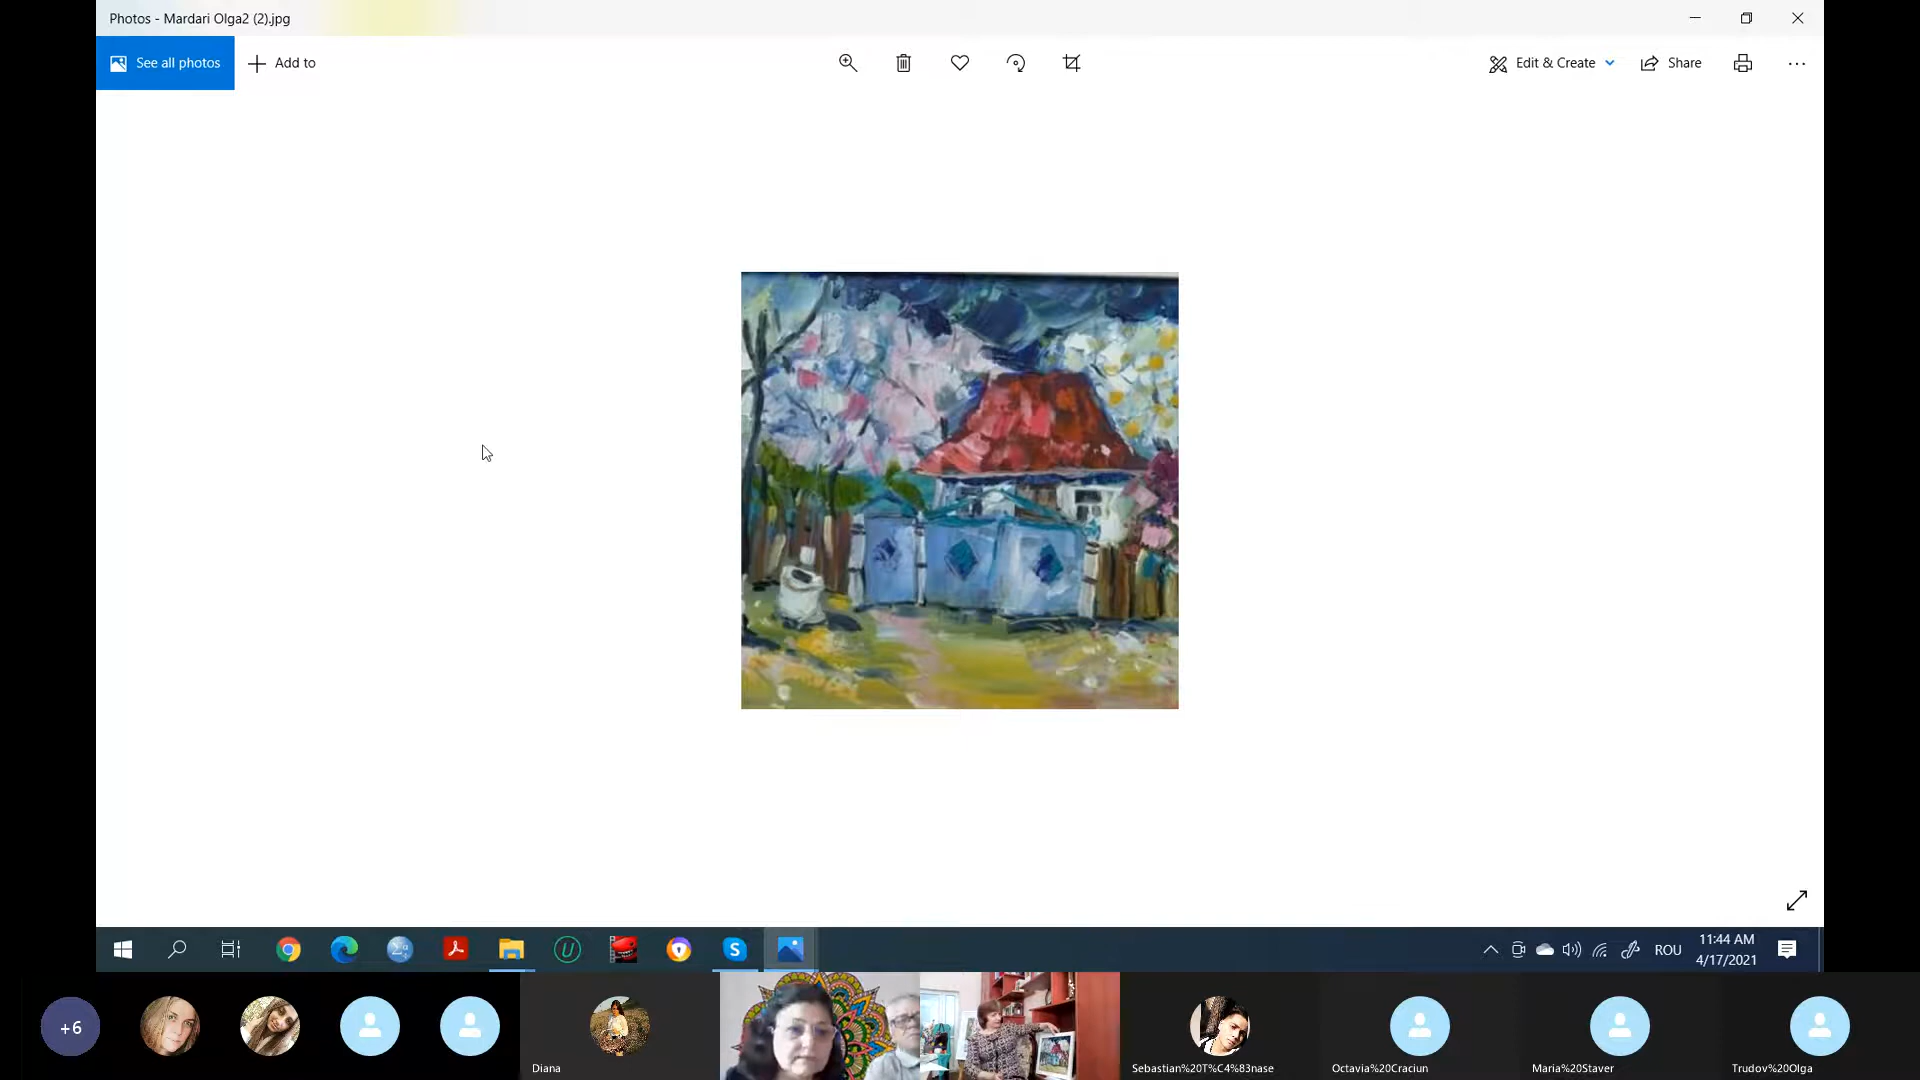 Photos - Mardari Olga2 (2).jpg
See all photos
Add to
Edit & Create
Share
ROU
11:44 AM
4/17/2021
+6
Diana
Sebastian%20T%C4%83nase
Octavia%20Craciun
Maria%20Staver
Trudov%20Olga